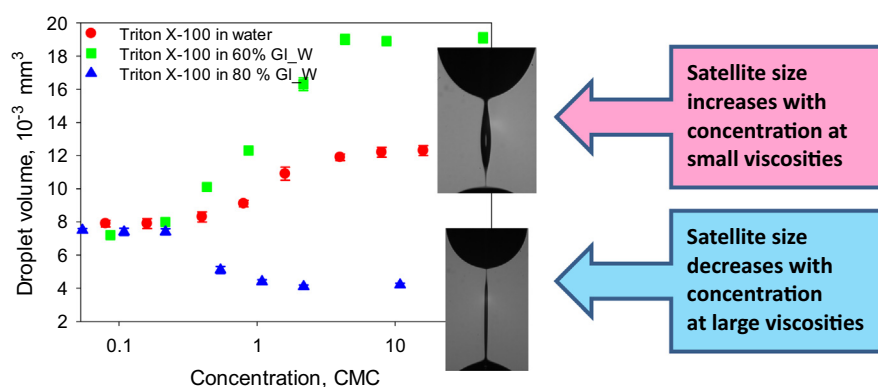 20
18
16
14
12
10
8
6
4
2
Droplet volume, 10⁻³ mm³
Triton X-100 in water
Triton X-100 in 60% Gl_W
Triton X-100 in 80 % Gl_W
0.1
1
10
Concentration, CMC
Satellite size
increases with
concentration at
small viscosities
Satellite size
decreases with
concentration
at large viscosities